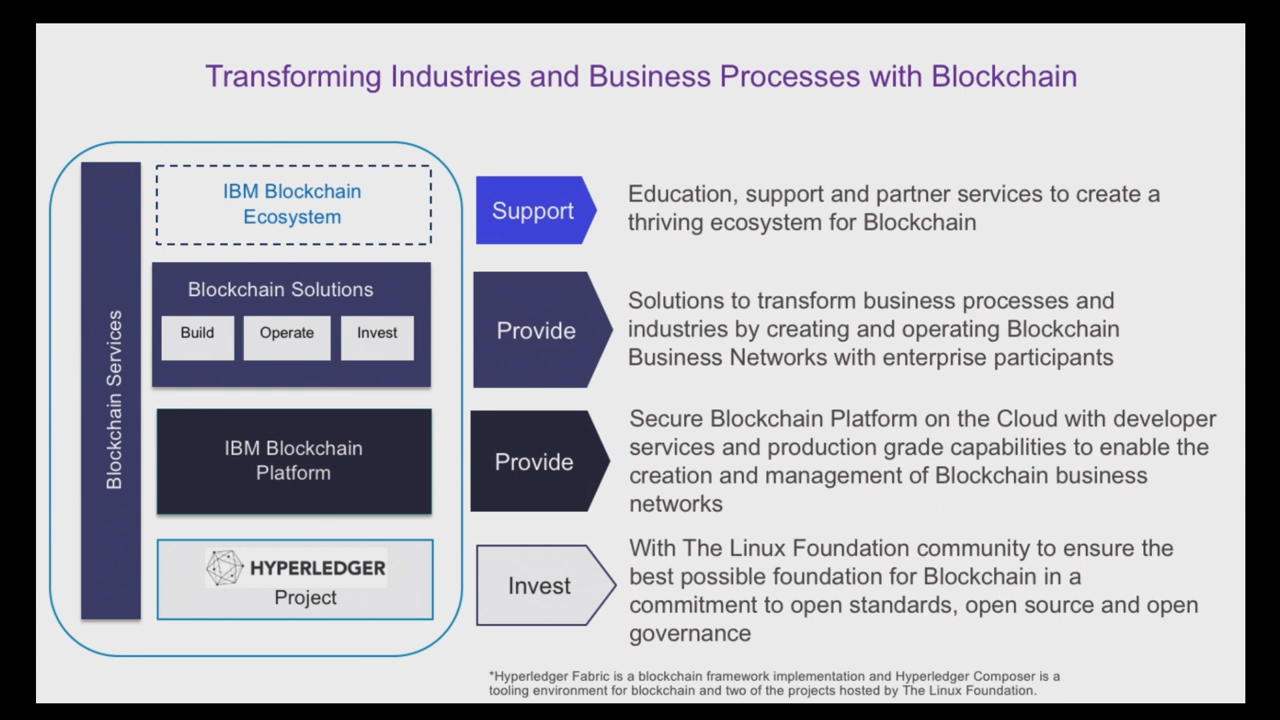 Transforming Industries and Business Processes with Blockchain
Blockchain Services
IBM Blockchain
Ecosystem
Support
Education, support and partner services to create a
thriving ecosystem for Blockchain
Blockchain Solutions
Build
Operate
Invest
Provide
Solutions to transform business processes and
industries by creating and operating Blockchain
Business Networks with enterprise participants
IBM Blockchain
Platform
Provide
Secure Blockchain Platform on the Cloud with developer
services and production grade capabilities to enable the
creation and management of Blockchain business
networks
HYPERLEDGER
Project
Invest
With The Linux Foundation community to ensure the
best possible foundation for Blockchain in a
commitment to open standards, open source and open
governance
*Hyperledger Fabric is a blockchain framework implementation and Hyperledger Composer is a
tooling environment for blockchain and two of the projects hosted by The Linux Foundation.